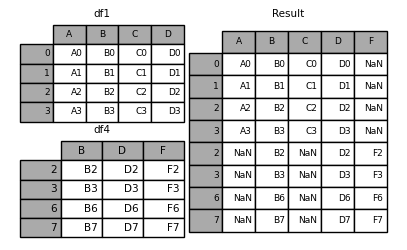 df1
A B C D
0 A0 B0 C0 D0
1 A1 B1 C1 D1
2 A2 B2 C2 D2
3 A3 B3 C3 D3
df4
B D F
2 B2 D2 F2
3 B3 D3 F3
6 B6 D6 F6
7 B7 D7 F7
Result
A B C D F
0 A0 B0 C0 D0 NaN
1 A1 B1 C1 D1 NaN
2 A2 B2 C2 D2 NaN
3 A3 B3 C3 D3 NaN
2 NaN B2 NaN D2 F2
3 NaN B3 NaN D3 F3
6 NaN B6 NaN D6 F6
7 NaN B7 NaN D7 F7